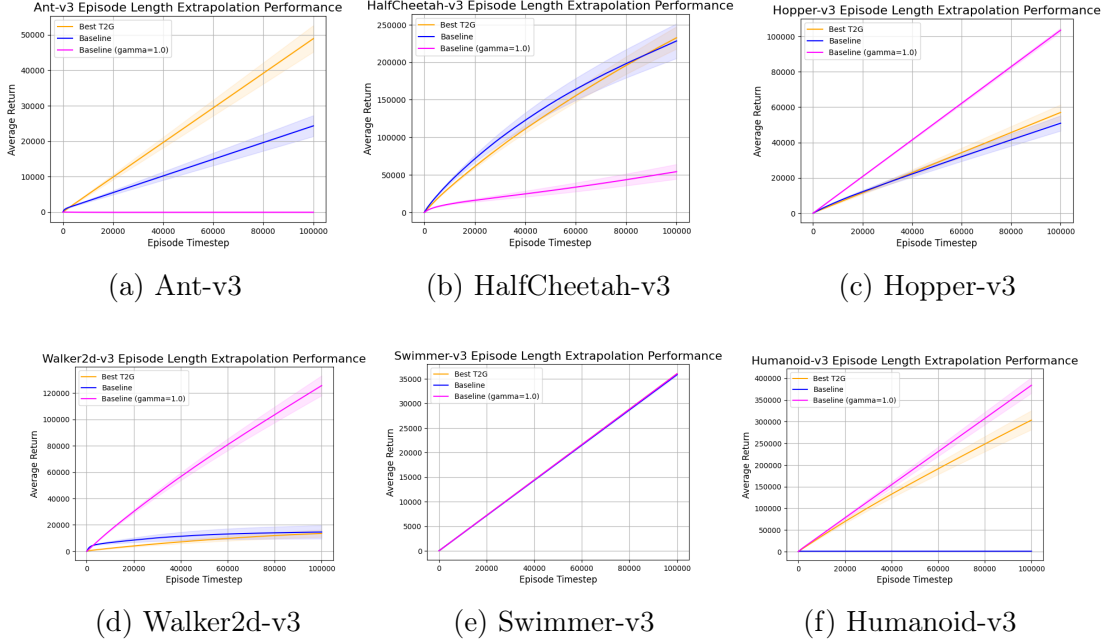 Ant-v3 Episode Length Extrapolation Performance
Best T2G
Baseline
Baseline (gamma=1.0)
50000
40000
30000
20000
10000
0
Average Return
0 20000 40000 60000 80000 100000
Episode Timestep
(a) Ant-v3
HalfCheetah-v3 Episode Length Extrapolation Performance
Best T2G
Baseline
Baseline (gamma=1.0)
250000
200000
150000
100000
50000
0
Average Return
0 20000 40000 60000 80000 100000
Episode Timestep
(b) HalfCheetah-v3
Hopper-v3 Episode Length Extrapolation Performance
Best T2G
Baseline
Baseline (gamma=1.0)
100000
80000
60000
40000
20000
0
Average Return
0 20000 40000 60000 80000 100000
Episode Timestep
(c) Hopper-v3
Walker2d-v3 Episode Length Extrapolation Performance
Best T2G
Baseline
Baseline (gamma=1.0)
120000
100000
80000
60000
40000
20000
0
Average Return
0 20000 40000 60000 80000 100000
Episode Timestep
(d) Walker2d-v3
Swimmer-v3 Episode Length Extrapolation Performance
Best T2G
Baseline
Baseline (gamma=1.0)
35000
30000
25000
20000
15000
10000
5000
0
Average Return
0 20000 40000 60000 80000 100000
Episode Timestep
(e) Swimmer-v3
Humanoid-v3 Episode Length Extrapolation Performance
Best T2G
Baseline
Baseline (gamma=1.0)
400000
350000
300000
250000
200000
150000
100000
50000
0
Average Return
0 20000 40000 60000 80000 100000
Episode Timestep
(f) Humanoid-v3